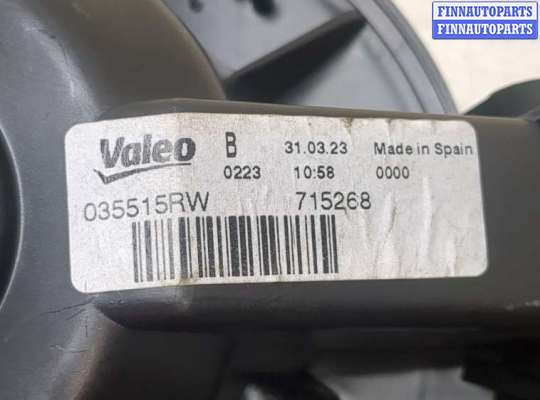 FINNAUTOPARTS
FINNAUTOPARTS
Valeo B 31.03.23 Made in Spain
0223 10:58 0000
035515RW 715268